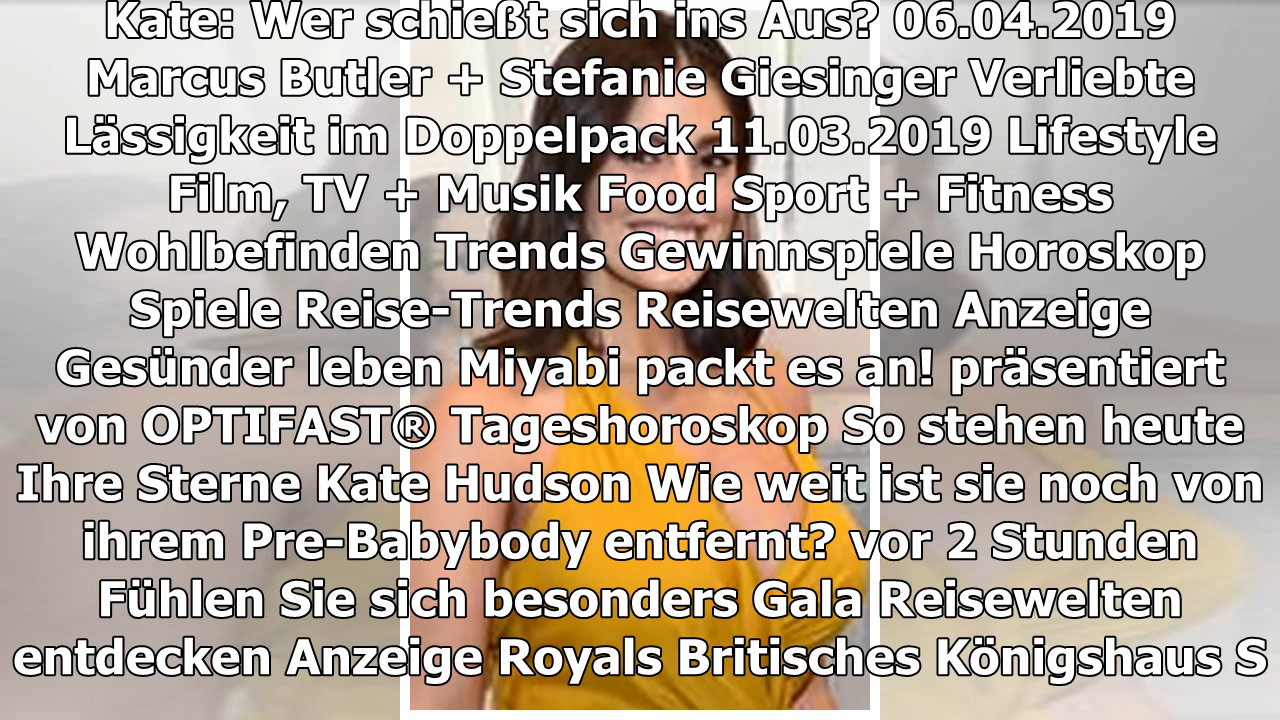 Kate: Wer schießt sich ins Aus? 06.04.2019
Marcus Butler + Stefanie Giesinger Verliebte
Lässigkeit im Doppelpack 11.03.2019 Lifestyle
Film, TV + Musik Food Sport + Fitness
Wohlbefinden Trends Gewinnspiele Horoskop
Spiele Reise-Trends Reisewelten Anzeige
Gesünder leben Miyabi packt es an! präsentiert
von OPTIFAST® Tageshoroskop So stehen heute
Ihre Sterne Kate Hudson Wie weit ist sie noch von
ihrem Pre-Babybody entfernt? vor 2 Stunden
Fühlen Sie sich besonders Gala Reisewelten
entdecken Anzeige Royals Britisches Königshaus S